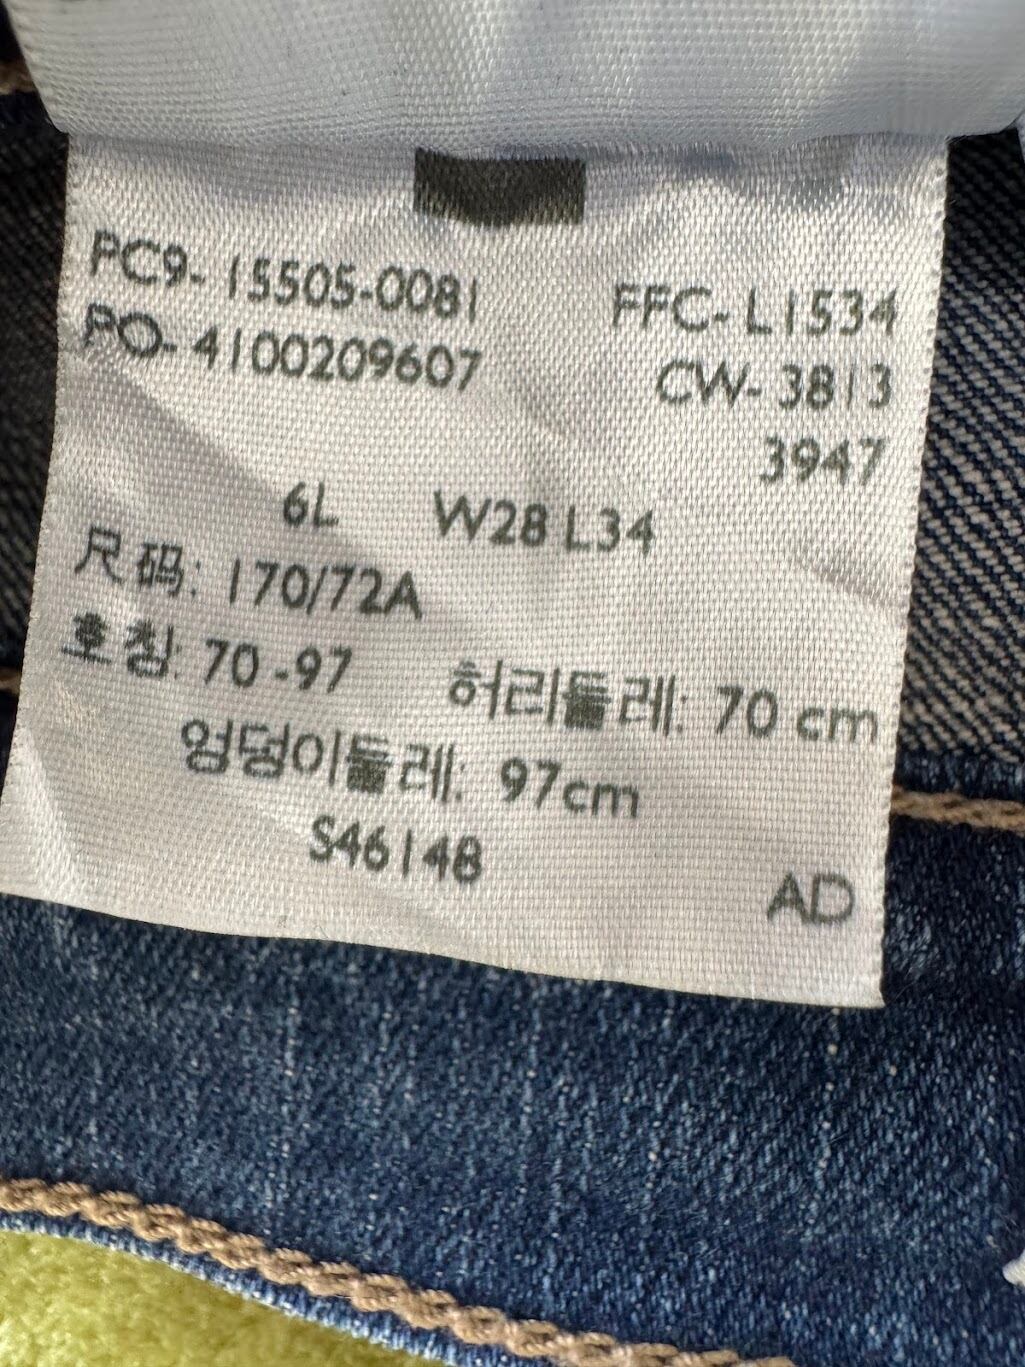 PC9-15505-0081 FFC-L1534
PO-4100209607 CW-3813
3947
6L W28 L34
尺码: 170/72A
호칭: 70-97 허리둘레: 70 cm
엉덩이둘레: 97cm
S46148
AD